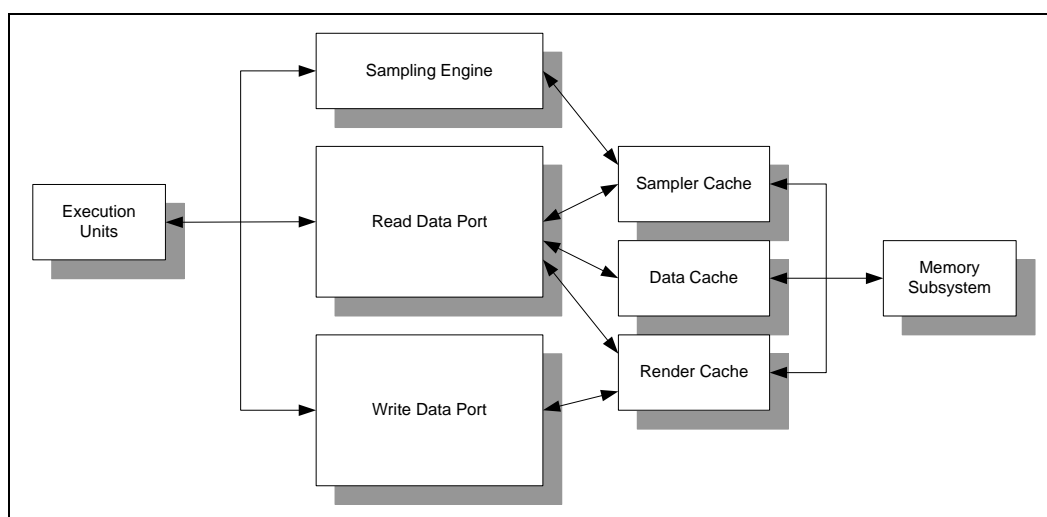 Sampling Engine
Execution
Units
Read Data Port
Write Data Port
Sampler Cache
Data Cache
Render Cache
Memory
Subsystem